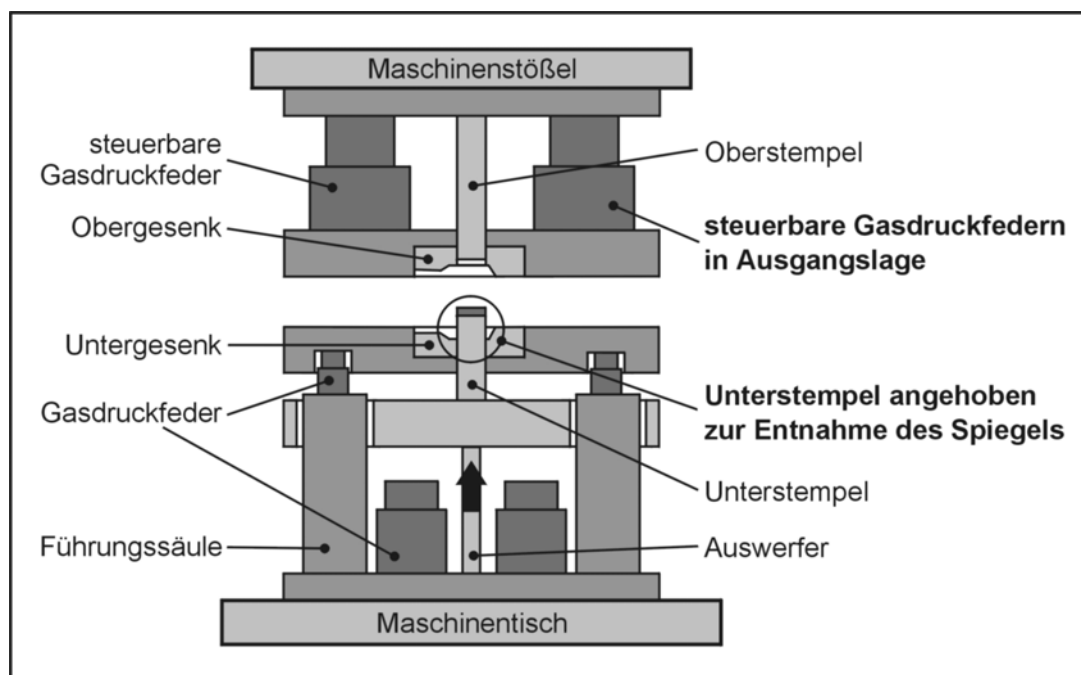 Maschinenstößel
steuerbare
Gasdruckfeder
Oberstempel
Obergesenk
steuerbare Gasdruckfedern
in Ausgangslage
Untergesenk
Gasdruckfeder
Unterstempel angehoben
zur Entnahme des Spiegels
Unterstempel
Führungssäule
Auswerfer
Maschinentisch